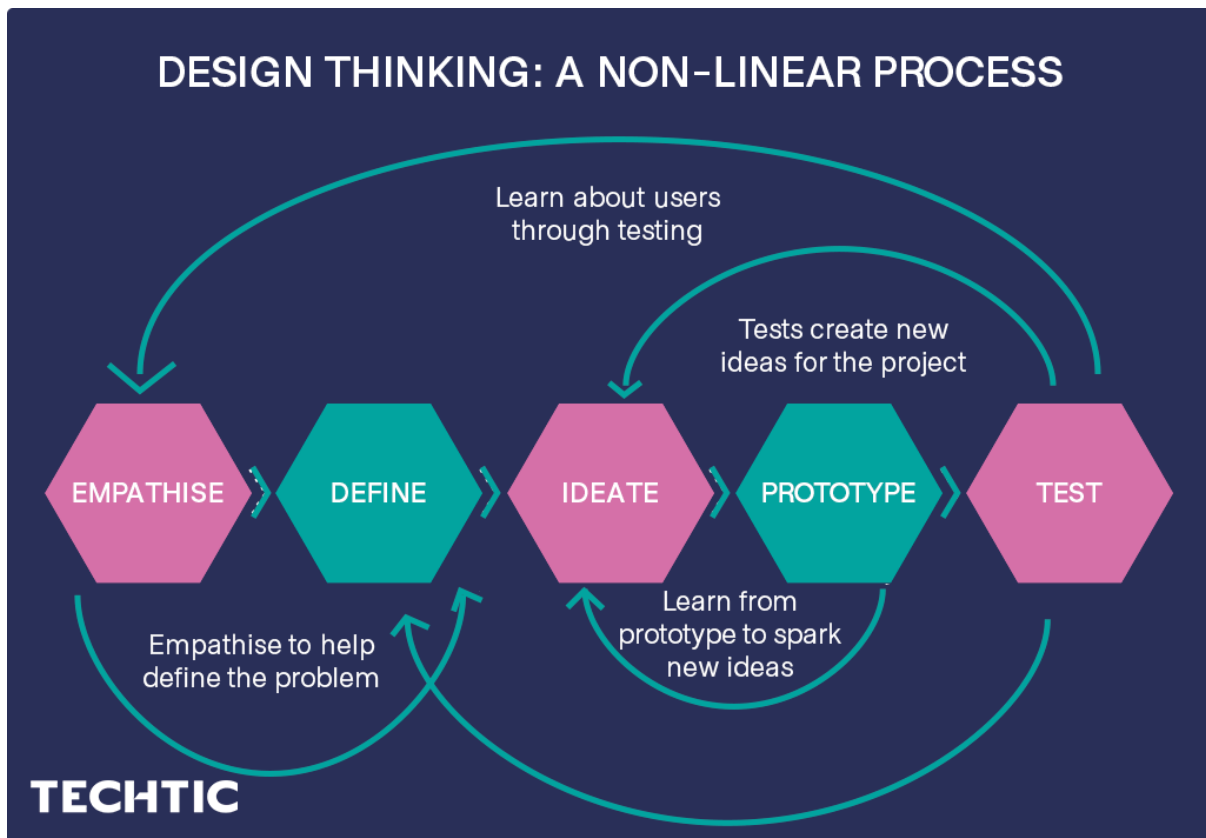 DESIGN THINKING: A NON-LINEAR PROCESS
Learn about users
through testing
Tests create new
ideas for the project
EMPATHISE
DEFINE
IDEATE
PROTOTYPE
TEST
Empathise to help
define the problem
Learn from
prototype to spark
new ideas
TECHTIC